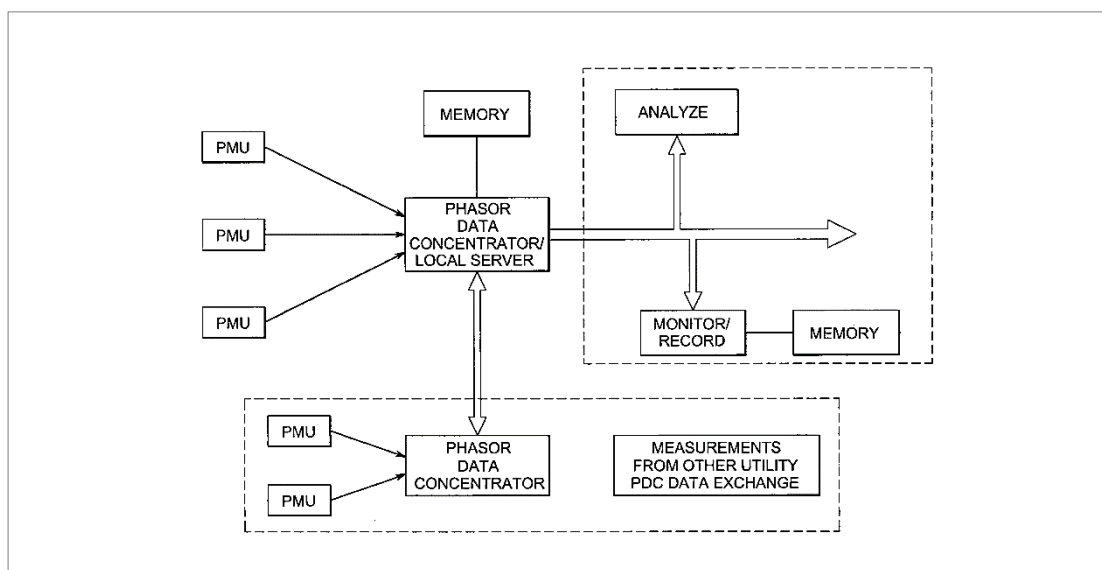 MEMORY
ANALYZE
PMU
PMU
PMU
PHASOR
DATA
CONCENTRATOR/
LOCAL SERVER
MONITOR/
RECORD
MEMORY
PMU
PMU
PHASOR
DATA
CONCENTRATOR
MEASUREMENTS
FROM OTHER UTILITY
PDC DATA EXCHANGE